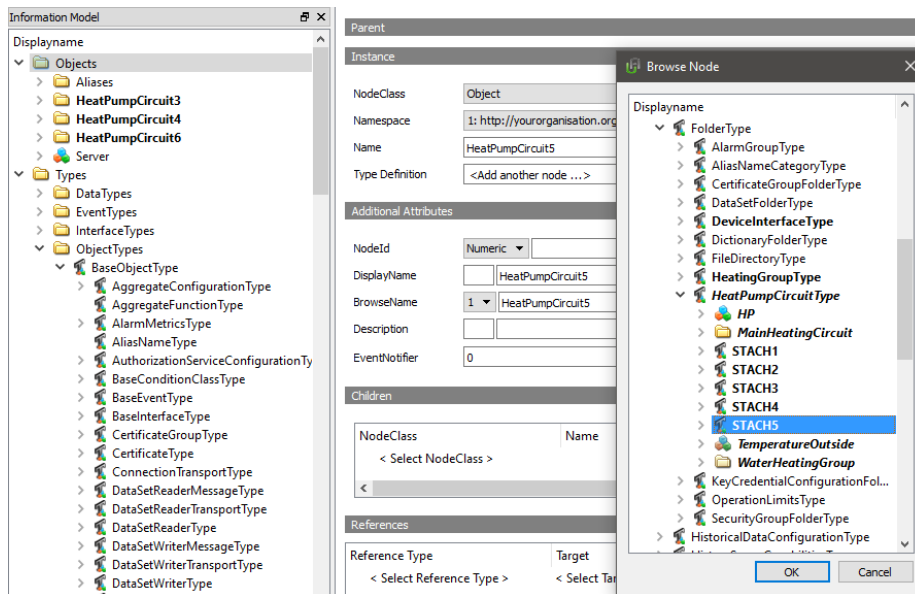 Information Model
Displayname
Objects
Aliases
HeatPumpCircuit3
HeatPumpCircuit4
HeatPumpCircuit6
Server
Types
DataTypes
EventTypes
InterfaceTypes
ObjectTypes
BaseObjectType
AggregateConfigurationType
AggregateFunctionType
AlarmMetricsType
AliasNameType
AuthorizationServiceConfigurationTy
BaseConditionClassType
BaseEventType
BaseInterfaceType
CertificateGroupType
CertificateType
ConnectionTransportType
DataSetReaderMessageType
DataSetReaderTransportType
DataSetReaderType
DataSetWriterMessageType
DataSetWriterTransportType
DataSetWriterType
Parent
Instance
NodeClass Object
Namespace 1: http://yourorganisation.org
Name HeatPumpCircuit5
Type Definition <Add another node ...>
Additional Attributes
NodeId Numeric
DisplayName HeatPumpCircuit5
BrowseName 1 HeatPumpCircuit5
Description
EventNotifier 0
Children
NodeClass Name
< Select NodeClass >
References
Reference Type Target
< Select Reference Type > < Select Tar
Browse Node
Displayname
FolderType
AlarmGroupType
AliasNameCategoryType
CertificateGroupFolderType
DataSetFolderType
DeviceInterfaceType
DictionaryFolderType
FileDirectoryType
HeatingGroupType
HeatPumpCircuitType
HP
MainHeatingCircuit
STACH1
STACH2
STACH3
STACH4
STACH5
TemperatureOutside
WaterHeatingGroup
KeyCredentialConfigurationFol...
OperationLimitsType
SecurityGroupFolderType
HistoricalDataConfigurationType
OK Cancel